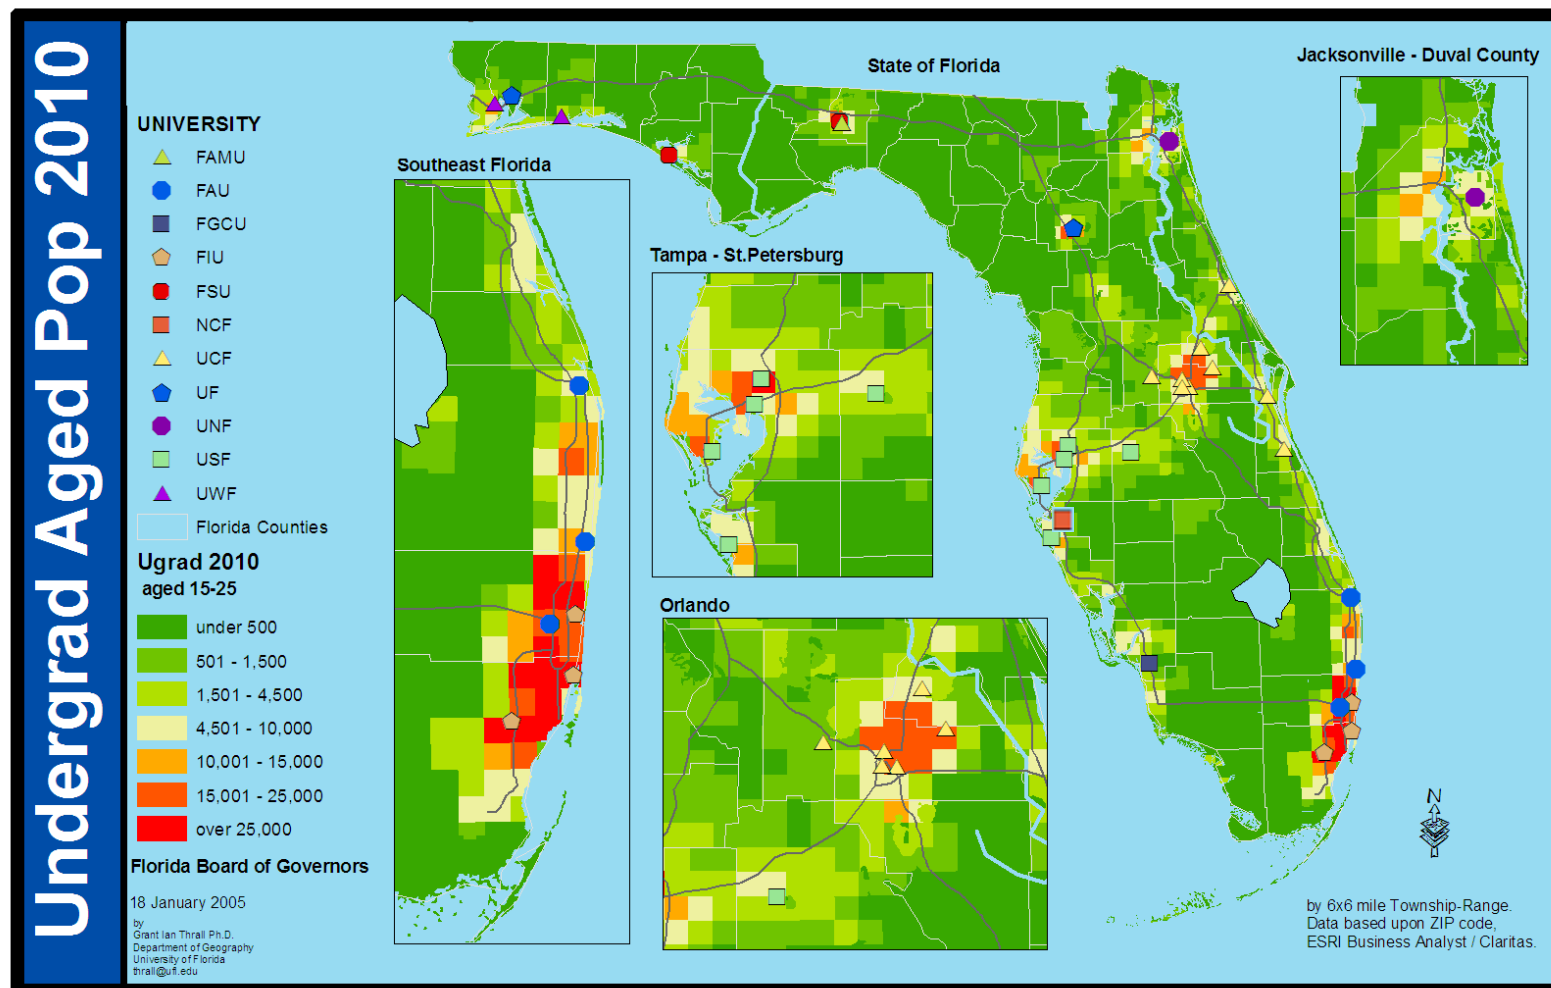 Undergrad Aged Pop 2010
State of Florida
Jacksonville - Duval County
UNIVERSITY
FAMU
FAU
FGCU
FIU
FSU
NCF
UCF
UF
UNF
USF
UWF
Florida Counties
Ugrad 2010
aged 15-25
under 500
501 - 1,500
1,501 - 4,500
4,501 - 10,000
10,001 - 15,000
15,001 - 25,000
over 25,000
Florida Board of Governors
18 January 2005
by
Grant Ian Thrall Ph.D.
Department of Geography
University of Florida
thrall@ufl.edu
Southeast Florida
Tampa - St.Petersburg
Orlando
N
by 6x6 mile Township-Range.
Data based upon ZIP code,
ESRI Business Analyst / Claritas.